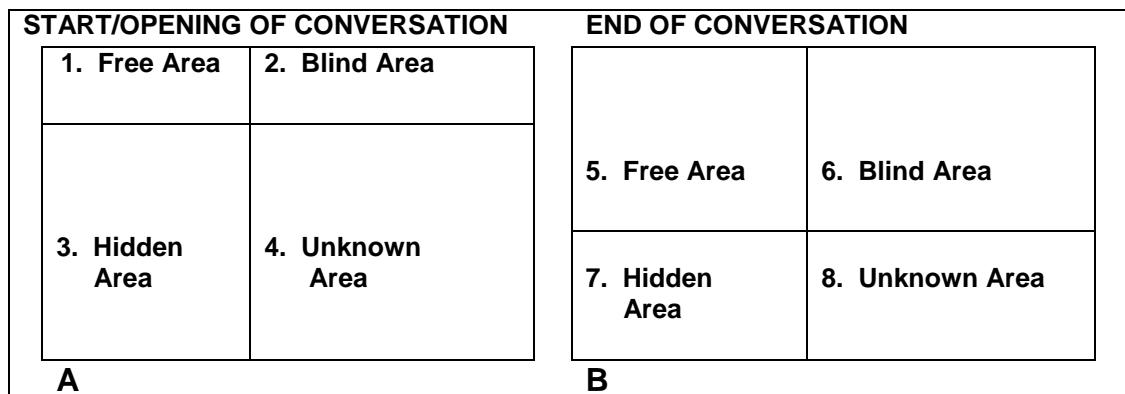 START/OPENING OF CONVERSATION
END OF CONVERSATION
1. Free Area
2. Blind Area
3. Hidden
Area
4. Unknown
Area
5. Free Area
6. Blind Area
7. Hidden
Area
8. Unknown Area
A
B